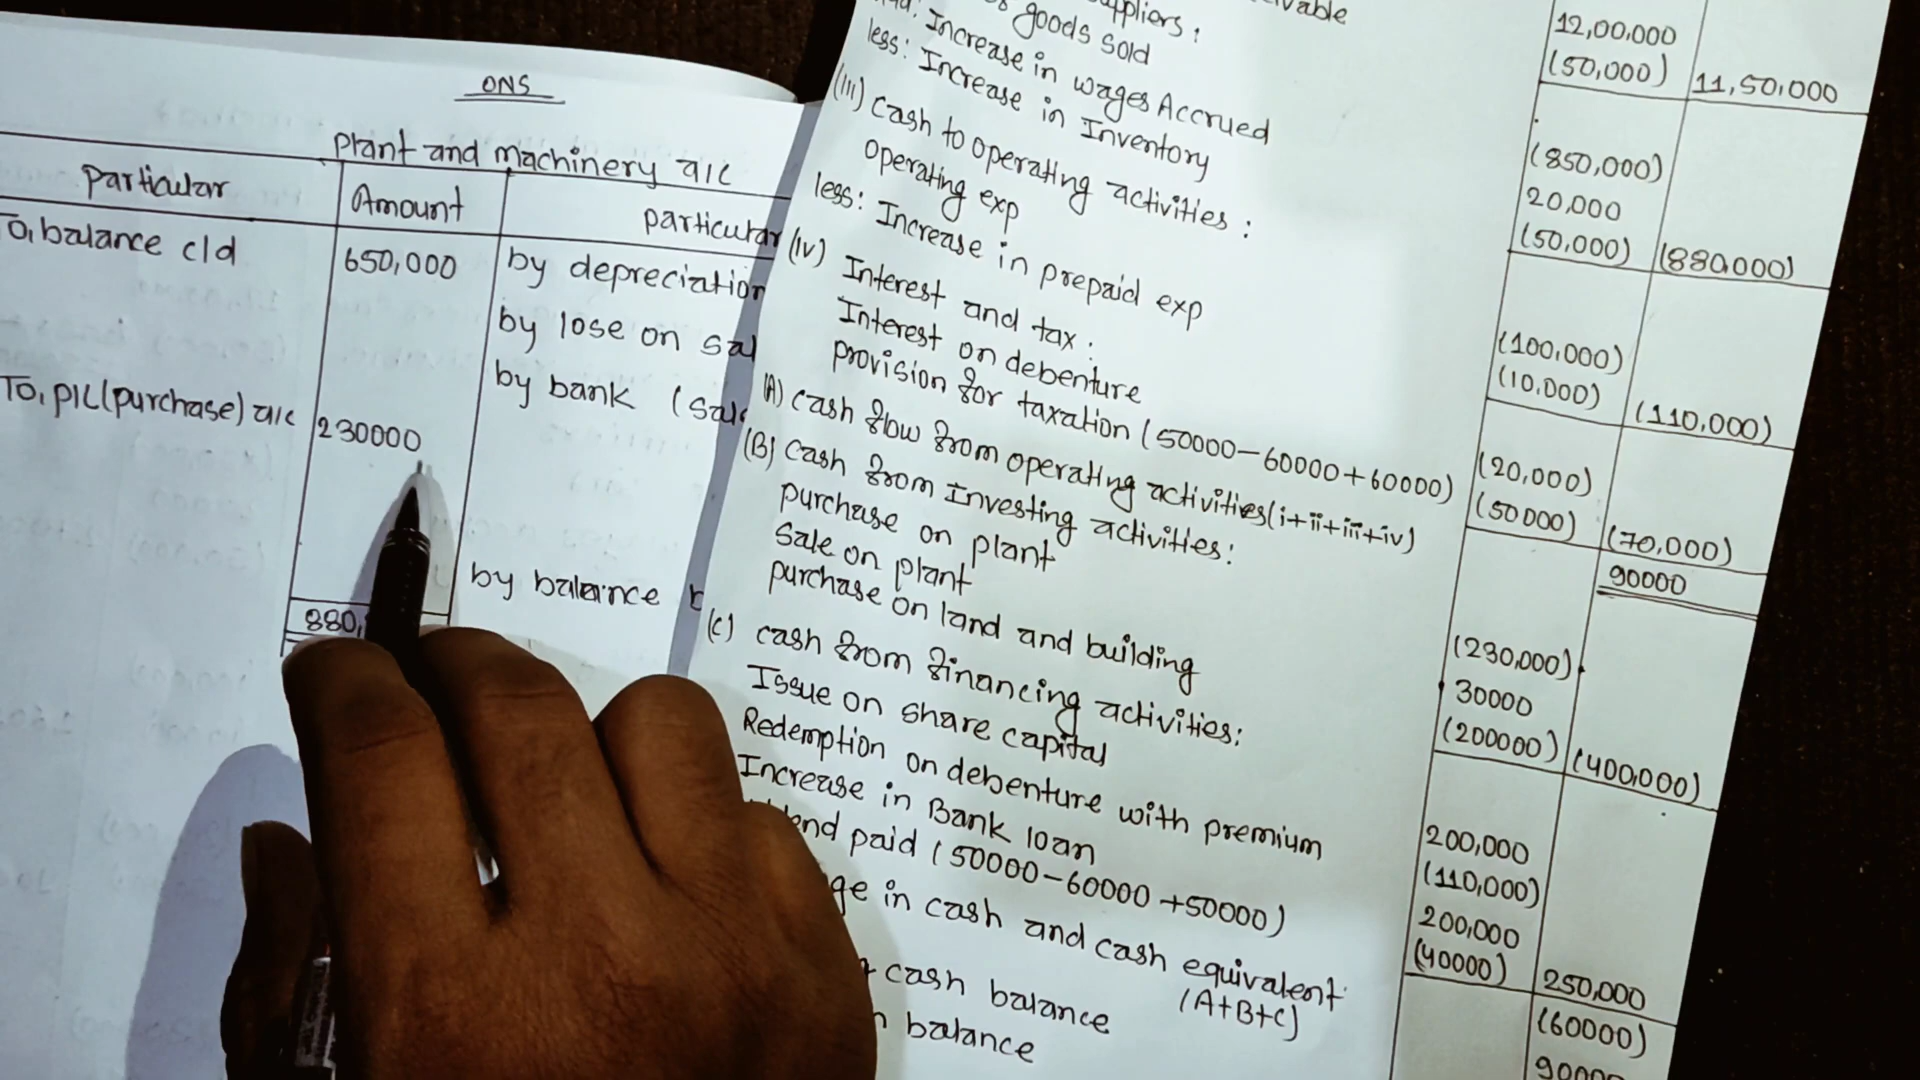 ONS
plant and machinery a/c
particular Amount particular
To, balance c/d 650,000 by depreciation
by lose on
by bank
To, P/L (purchase) a/c 230000
by balance
goods sold
Increase in wages Accrued
less: Increase in Inventory
(iii) cash to operating activities:
operating exp
less: Increase in prepaid exp
(iv) Interest and tax:
Interest on debenture
provision for taxation (50000-60000+60000)
(A) cash flow from operating activities (i+ii+iii+iv)
(B) cash from Investing activities:
purchase on plant
Sale on plant
purchase on land and building
(c) cash from financing activities:
Issue on share capital
Redemption on debenture with premium
Increase in Bank loan
paid (50000-60000+50000)
in cash and cash equivalent
(A+B+C)
cash balance
balance
12,00,000
(50,000) 11,50,000
(850,000)
20,000
(50,000) (880,000)
(100,000)
(10,000) (110,000)
(20,000)
(50000) (70,000)
90000
(230,000)
30000
(200000) (400,000)
200,000
(110,000)
200,000
(40000) 250,000
(60000)